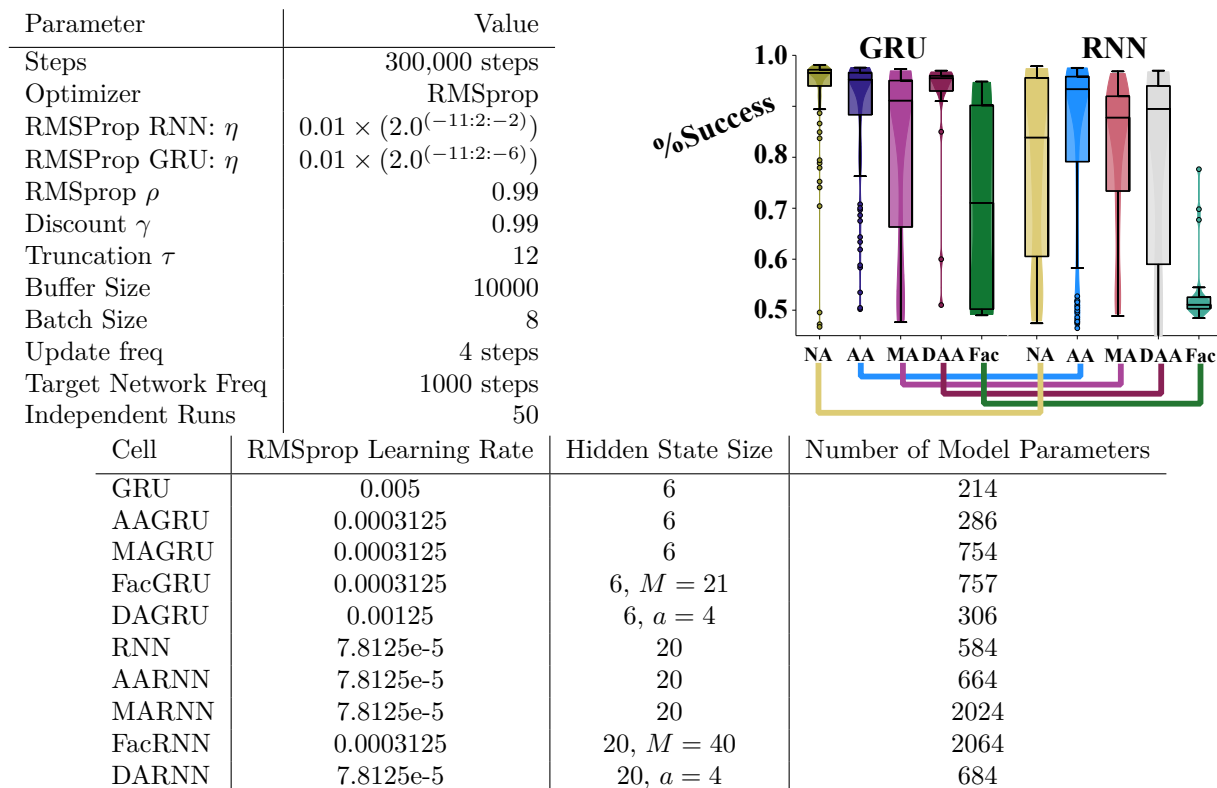 Parameter Value
Steps 300,000 steps
Optimizer RMSprop
RMSProp RNN: η 0.01 × (2.0^(−11:2:−2))
RMSProp GRU: η 0.01 × (2.0^(−11:2:−6))
RMSprop ρ 0.99
Discount γ 0.99
Truncation τ 12
Buffer Size 10000
Batch Size 8
Update freq 4 steps
Target Network Freq 1000 steps
Independent Runs 50
GRU RNN
%Success
1.0
0.9
0.8
0.7
0.6
0.5
NA AA MA DAA Fac NA AA MA DAA Fac
Cell RMSprop Learning Rate Hidden State Size Number of Model Parameters
GRU 0.005 6 214
AAGRU 0.0003125 6 286
MAGRU 0.0003125 6 754
FacGRU 0.0003125 6, M = 21 757
DAGRU 0.00125 6, a = 4 306
RNN 7.8125e-5 20 584
AARNN 7.8125e-5 20 664
MARNN 7.8125e-5 20 2024
FacRNN 0.0003125 20, M = 40 2064
DARNN 7.8125e-5 20, a = 4 684